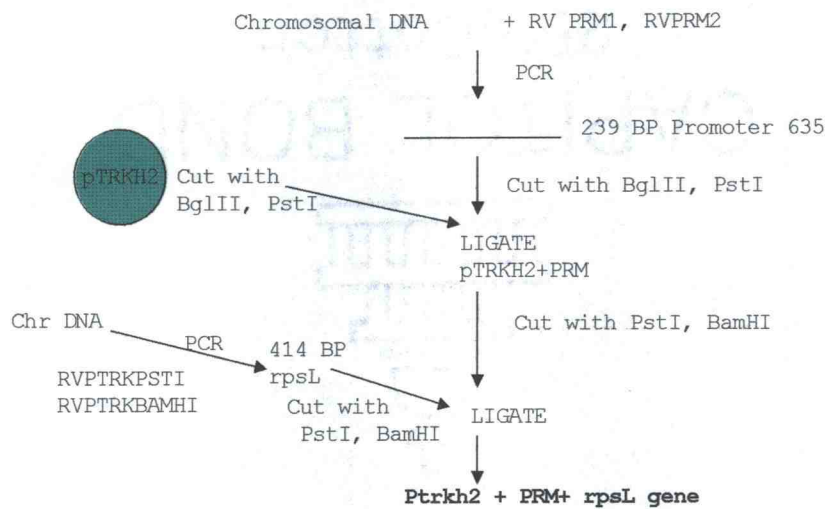 Chromosomal DNA + RV PRM1, RVPRM2
PCR
239 BP Promoter 635
pTRKH2
Cut with
BglII, PstI
Cut with BglII, PstI
LIGATE
pTRKH2+PRM
Chr DNA
PCR
RVPTRKPSTI
RVPTRKBAMHI
414 BP
rpsL
Cut with PstI, BamHI
Cut with
PstI, BamHI
LIGATE
Ptrkh2 + PRM+ rpsL gene